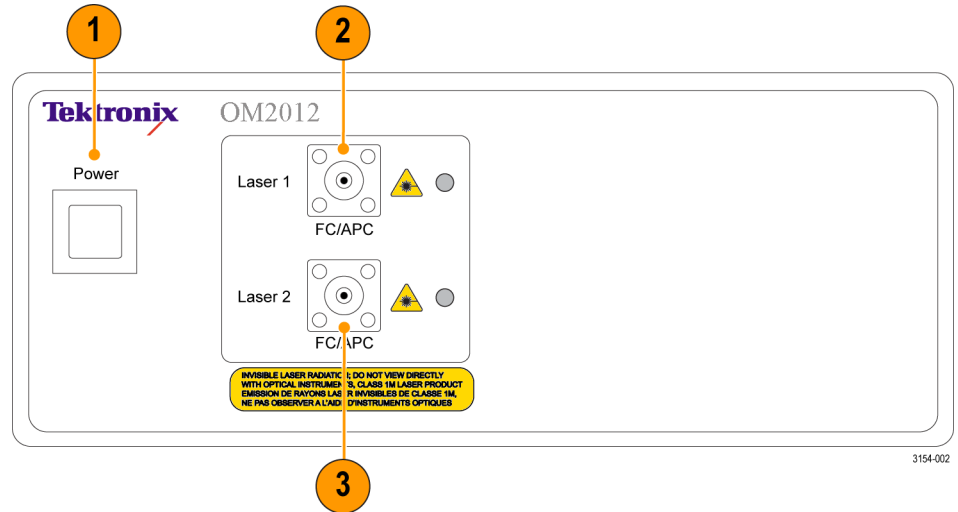 1
2
Tektronix
OM2012
Power
Laser 1
FC/APC
Laser 2
FC/APC
INVISIBLE LASER RADIATION; DO NOT VIEW DIRECTLY
WITH OPTICAL INSTRUMENTS, CLASS 1M LASER PRODUCT
EMISSION DE RAYONS LASER INVISIBLES DE CLASSE 1M,
NE PAS OBSERVER A L'AIDE D'INSTRUMENTS OPTIQUES
3154-002
3